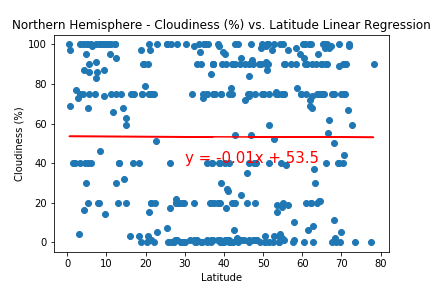 Northern Hemisphere - Cloudiness (%) vs. Latitude Linear Regression
100
80
60
40
20
0
Cloudiness (%)
y = -0.01x + 53.5
0 10 20 30 40 50 60 70 80
Latitude